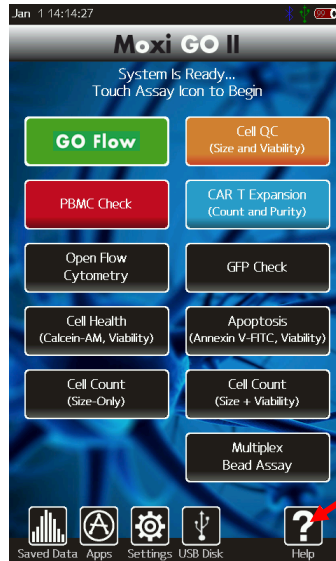 Jan 1 14:14:27
Moxi GO II
System Is Ready...
Touch Assay Icon to Begin
GO Flow
Cell QC
(Size and Viability)
PBMC Check
CAR T Expansion
(Count and Purity)
Open Flow
Cytometry
GFP Check
Cell Health
(Calcein-AM, Viability)
Apoptosis
(Annexin V-FITC, Viability)
Cell Count
(Size-Only)
Cell Count
(Size + Viability)
Multiplex
Bead Assay
?
Saved Data Apps Settings USB Disk Help